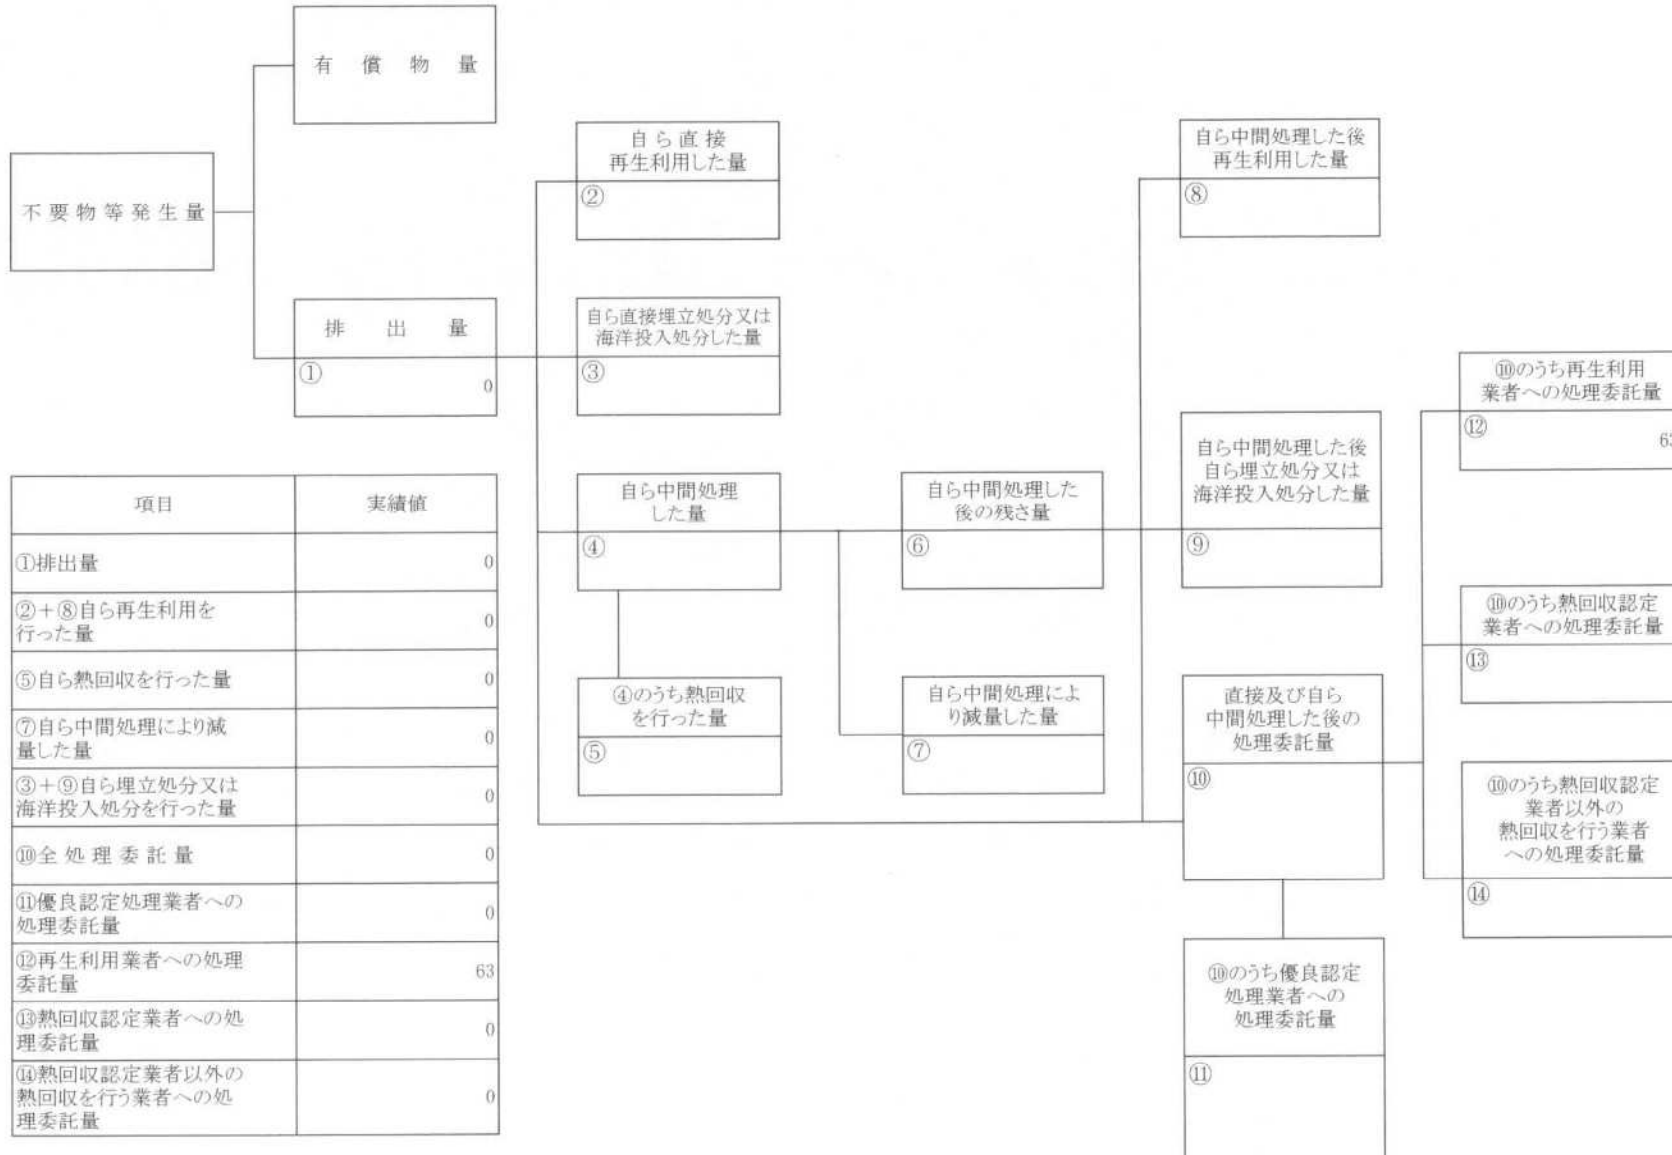 有償物量
不要物等発生量
排出量
①
0
自ら直接
再生利用した量
②
自ら直接埋立処分又は
海洋投入処分した量
③
自ら中間処理
した量
④
④のうち熱回収
を行った量
⑤
自ら中間処理した
後の残さ量
⑥
自ら中間処理によ
り減量した量
⑦
自ら中間処理した後
再生利用した量
⑧
自ら中間処理した後
自ら埋立処分又は
海洋投入処分した量
⑨
直接及び自ら
中間処理した後の
処理委託量
⑩
⑩のうち優良認定
処理業者への
処理委託量
⑪
⑩のうち再生利用
業者への処理委託量
⑫
63
⑩のうち熱回収認定
業者への処理委託量
⑬
⑩のうち熱回収認定
業者以外の
熱回収を行う業者
への処理委託量
⑭
項目 実績値
①排出量 0
②+⑧自ら再生利用を
行った量 0
⑤自ら熱回収を行った量 0
⑦自ら中間処理により減
量した量 0
③+⑨自ら埋立処分又は
海洋投入処分を行った量 0
⑩全処理委託量 0
⑪優良認定処理業者への
処理委託量 0
⑫再生利用業者への処理
委託量 63
⑬熱回収認定業者への処
理委託量 0
⑭熱回収認定業者以外の
熱回収を行う業者への処
理委託量 0